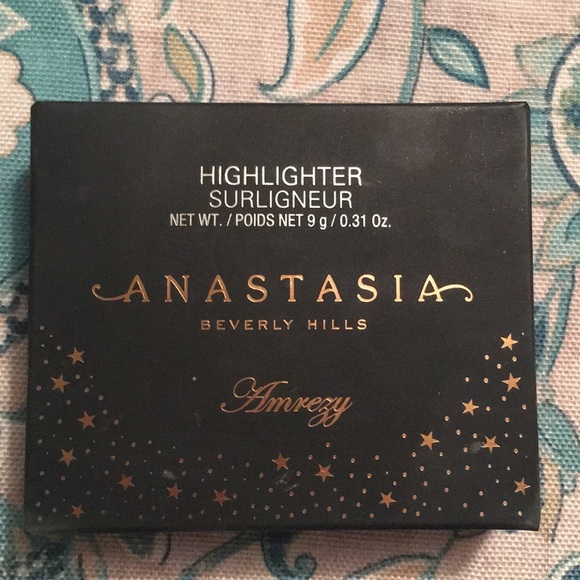 HIGHLIGHTER
SURLIGNEUR
NET WT. / POIDS NET 9 g / 0.31 Oz.
ANASTASIA
BEVERLY HILLS
Amrezy